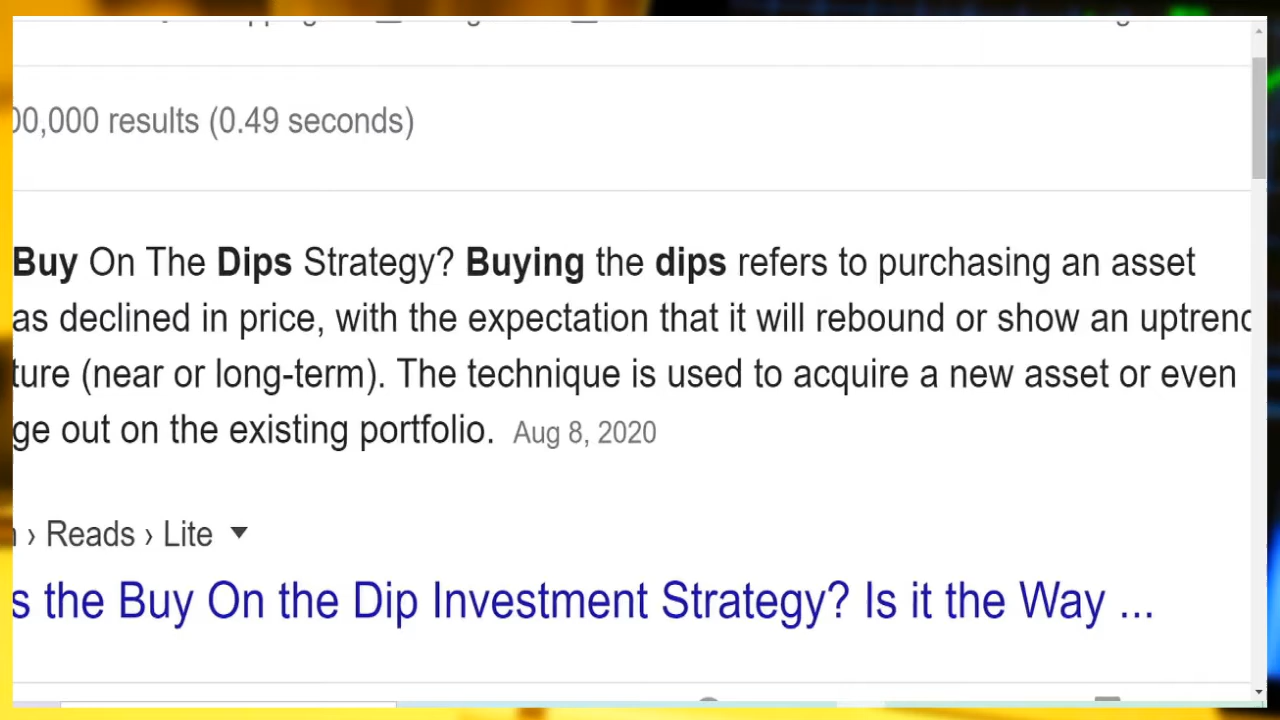 00,000 results (0.49 seconds)
Buy On The Dips Strategy? Buying the dips refers to purchasing an asset
as declined in price, with the expectation that it will rebound or show an uptrend
ture (near or long-term). The technique is used to acquire a new asset or even
ge out on the existing portfolio. Aug 8, 2020
› Reads › Lite
s the Buy On the Dip Investment Strategy? Is it the Way ...